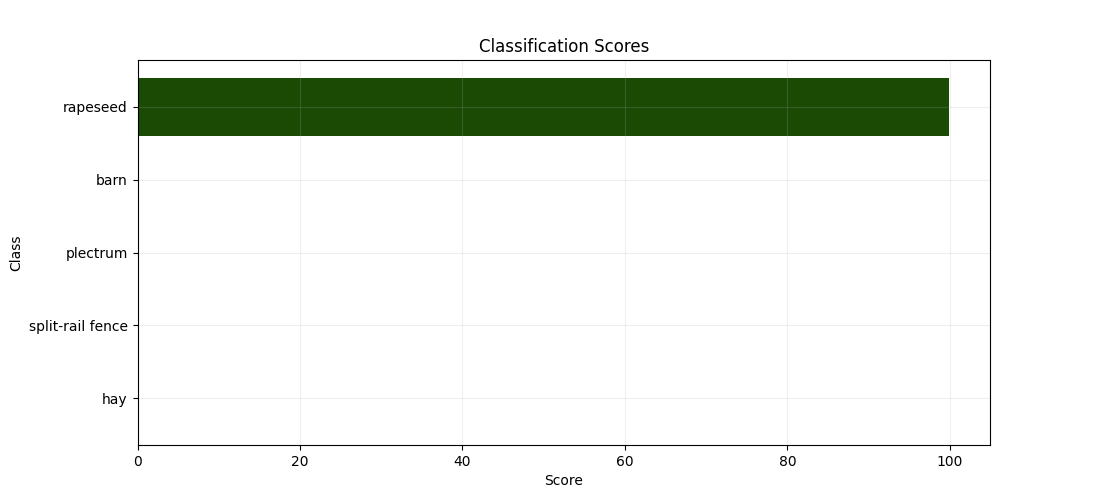 Classification Scores
rapeseed
barn
plectrum
split-rail fence
hay
Class
0 20 40 60 80 100
Score